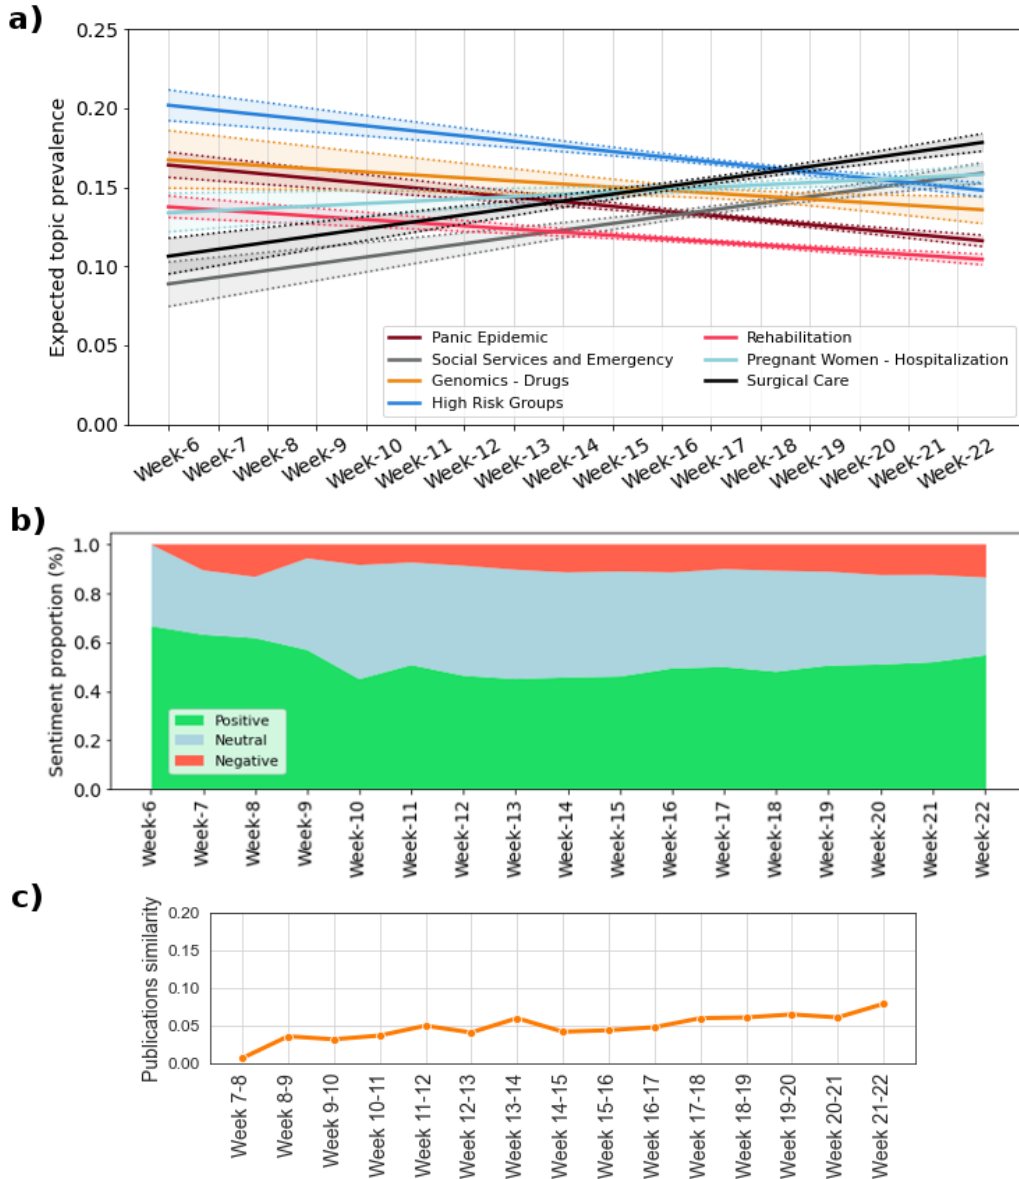 a)
Expected topic prevalence
0.25
0.20
0.15
0.10
0.05
0.00
Panic Epidemic
Social Services and Emergency
Genomics - Drugs
High Risk Groups
Rehabilitation
Pregnant Women - Hospitalization
Surgical Care
Week-6
Week-7
Week-8
Week-9
Week-10
Week-11
Week-12
Week-13
Week-14
Week-15
Week-16
Week-17
Week-18
Week-19
Week-20
Week-21
Week-22
b)
Sentiment proportion (%)
1.0
0.8
0.6
0.4
0.2
0.0
Positive
Neutral
Negative
Week-6
Week-7
Week-8
Week-9
Week-10
Week-11
Week-12
Week-13
Week-14
Week-15
Week-16
Week-17
Week-18
Week-19
Week-20
Week-21
Week-22
c)
Publications similarity
0.20
0.15
0.10
0.05
0.00
Week 7-8
Week 8-9
Week 9-10
Week 10-11
Week 11-12
Week 12-13
Week 13-14
Week 14-15
Week 15-16
Week 16-17
Week 17-18
Week 18-19
Week 19-20
Week 20-21
Week 21-22